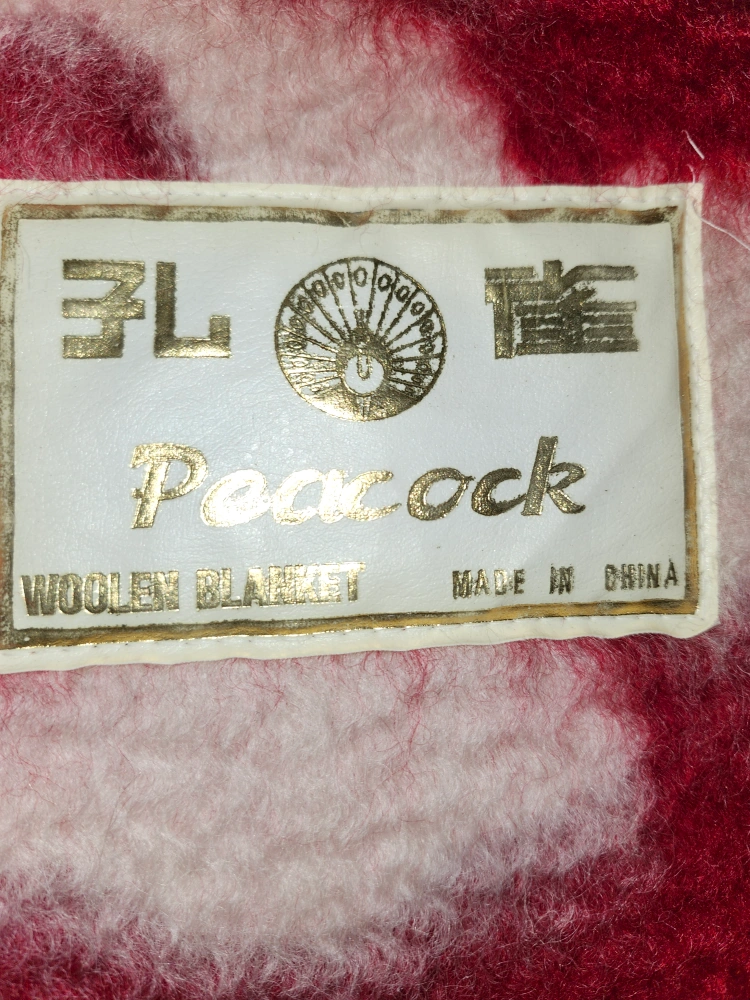 孔雀
Peacock
WOOLEN BLANKET MADE IN CHINA